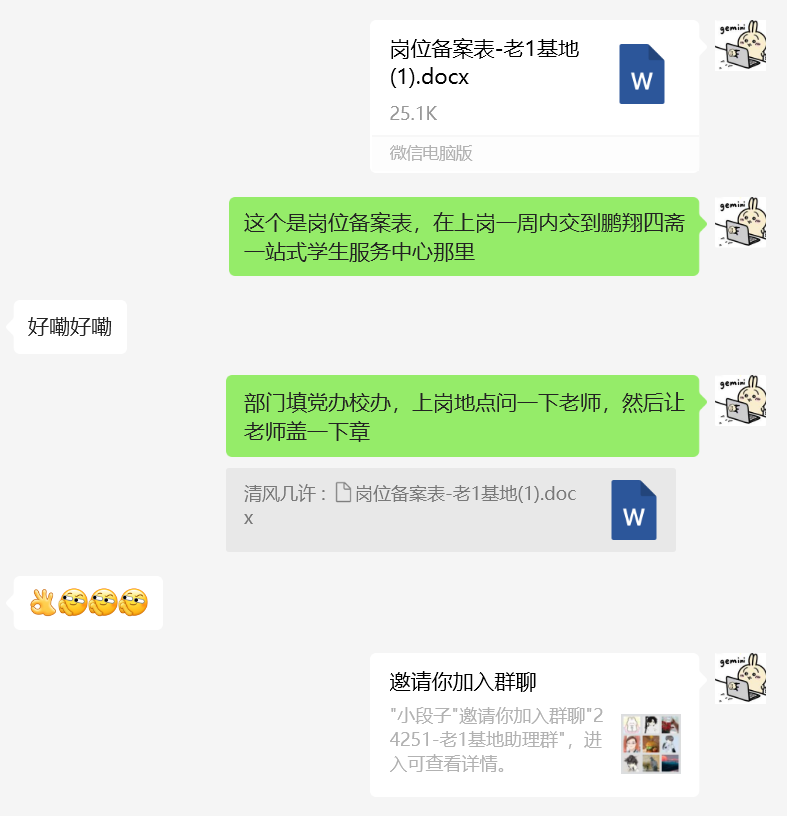 gemini
岗位备案表-老1基地
(1).docx
W
25.1K
微信电脑版
gemini
这个是岗位备案表，在上岗一周内交到鹏翔四斋
一站式学生服务中心那里
好嘞好嘞
gemini
部门填党办校办，上岗地点问一下老师，然后让
老师盖一下章
清风几许：岗位备案表-老1基地(1).doc
x
W
gemini
邀请你加入群聊
"小段子"邀请你加入群聊"2
4251-老1基地助理群"，进
入可查看详情。